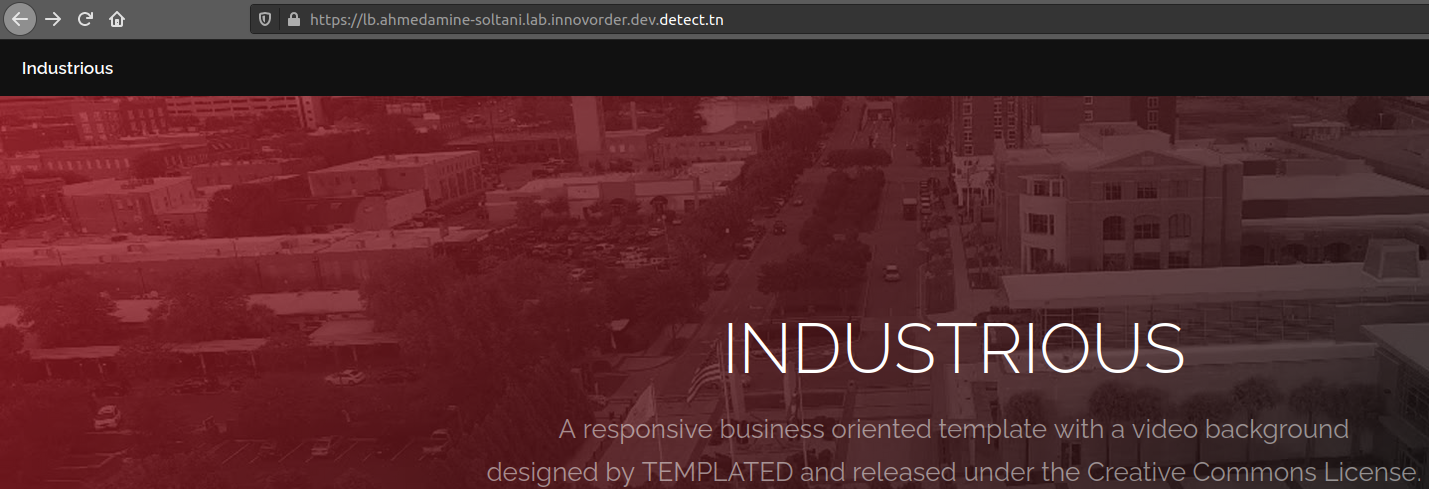 https://lb.ahmedamine-soltani.lab.innovorder.dev.detect.tn
Industrious
INDUSTRIOUS
A responsive business oriented template with a video background
designed by TEMPLATED and released under the Creative Commons License.